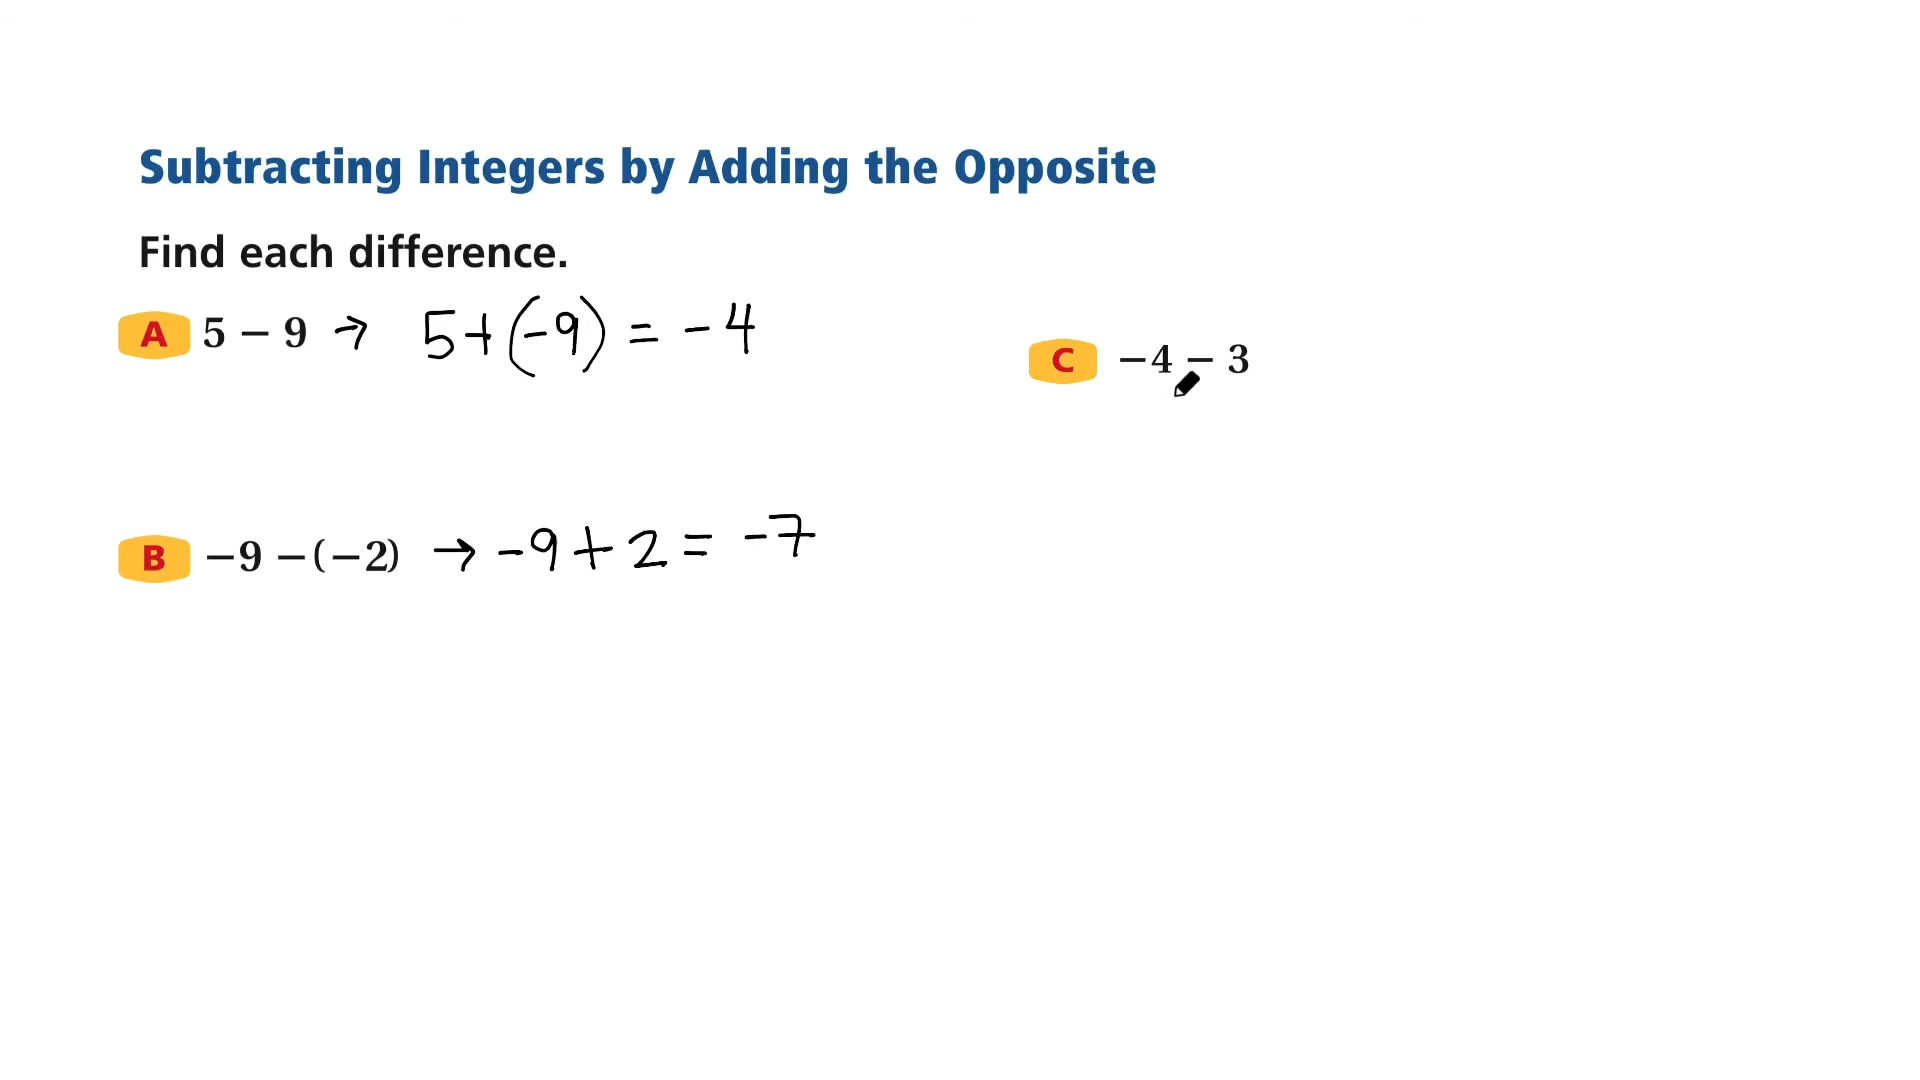 Subtracting Integers by Adding the Opposite
Find each difference.
A 5 − 9 → 5+(-9) = -4
B −9 −(−2) → -9+2 = -7
C −4 − 3